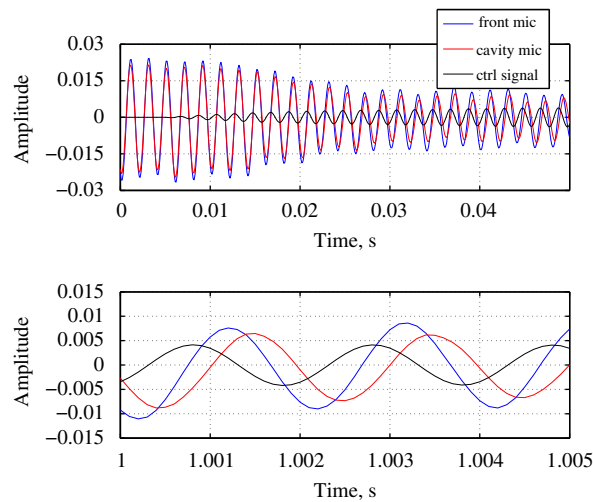 front mic
cavity mic
ctrl signal
0.03
0.015
0
−0.015
−0.03
Amplitude
0 0.01 0.02 0.03 0.04
Time, s
0.015
0.01
0.005
0
−0.005
−0.01
−0.015
Amplitude
1 1.001 1.002 1.003 1.004 1.005
Time, s